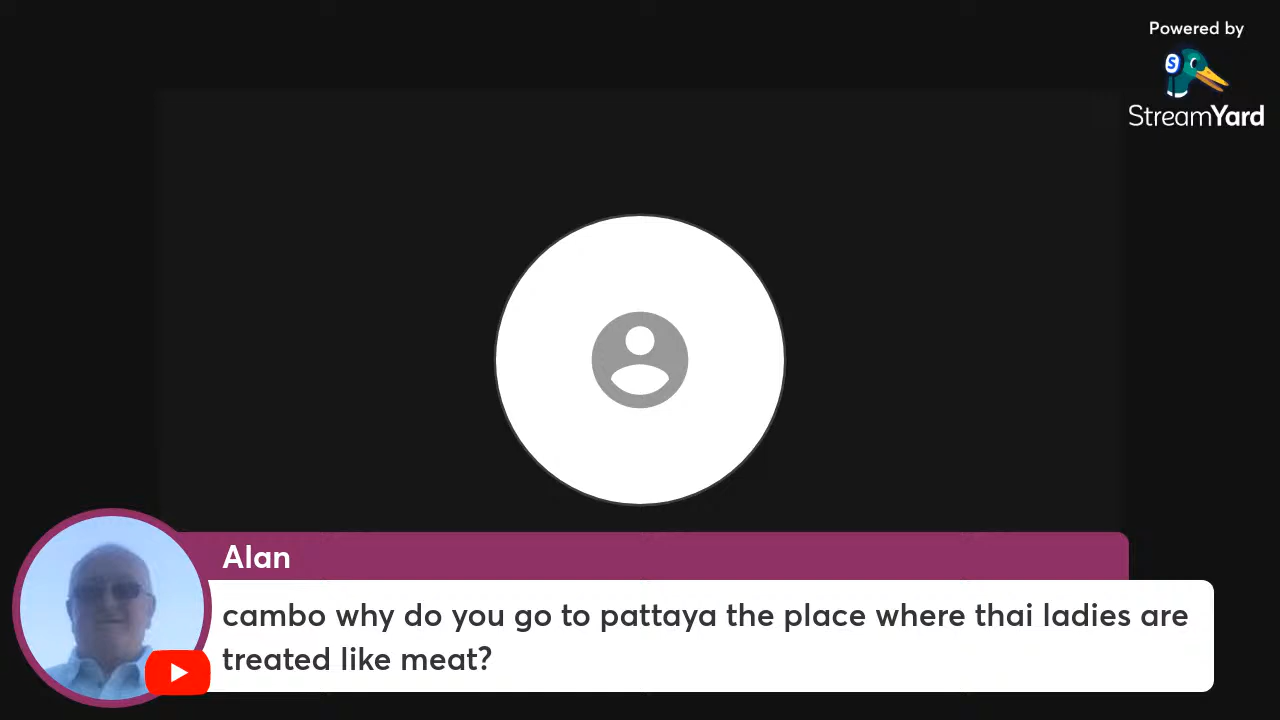 Powered by
S
StreamYard
Alan
cambo why do you go to pattaya the place where thai ladies are
treated like meat?